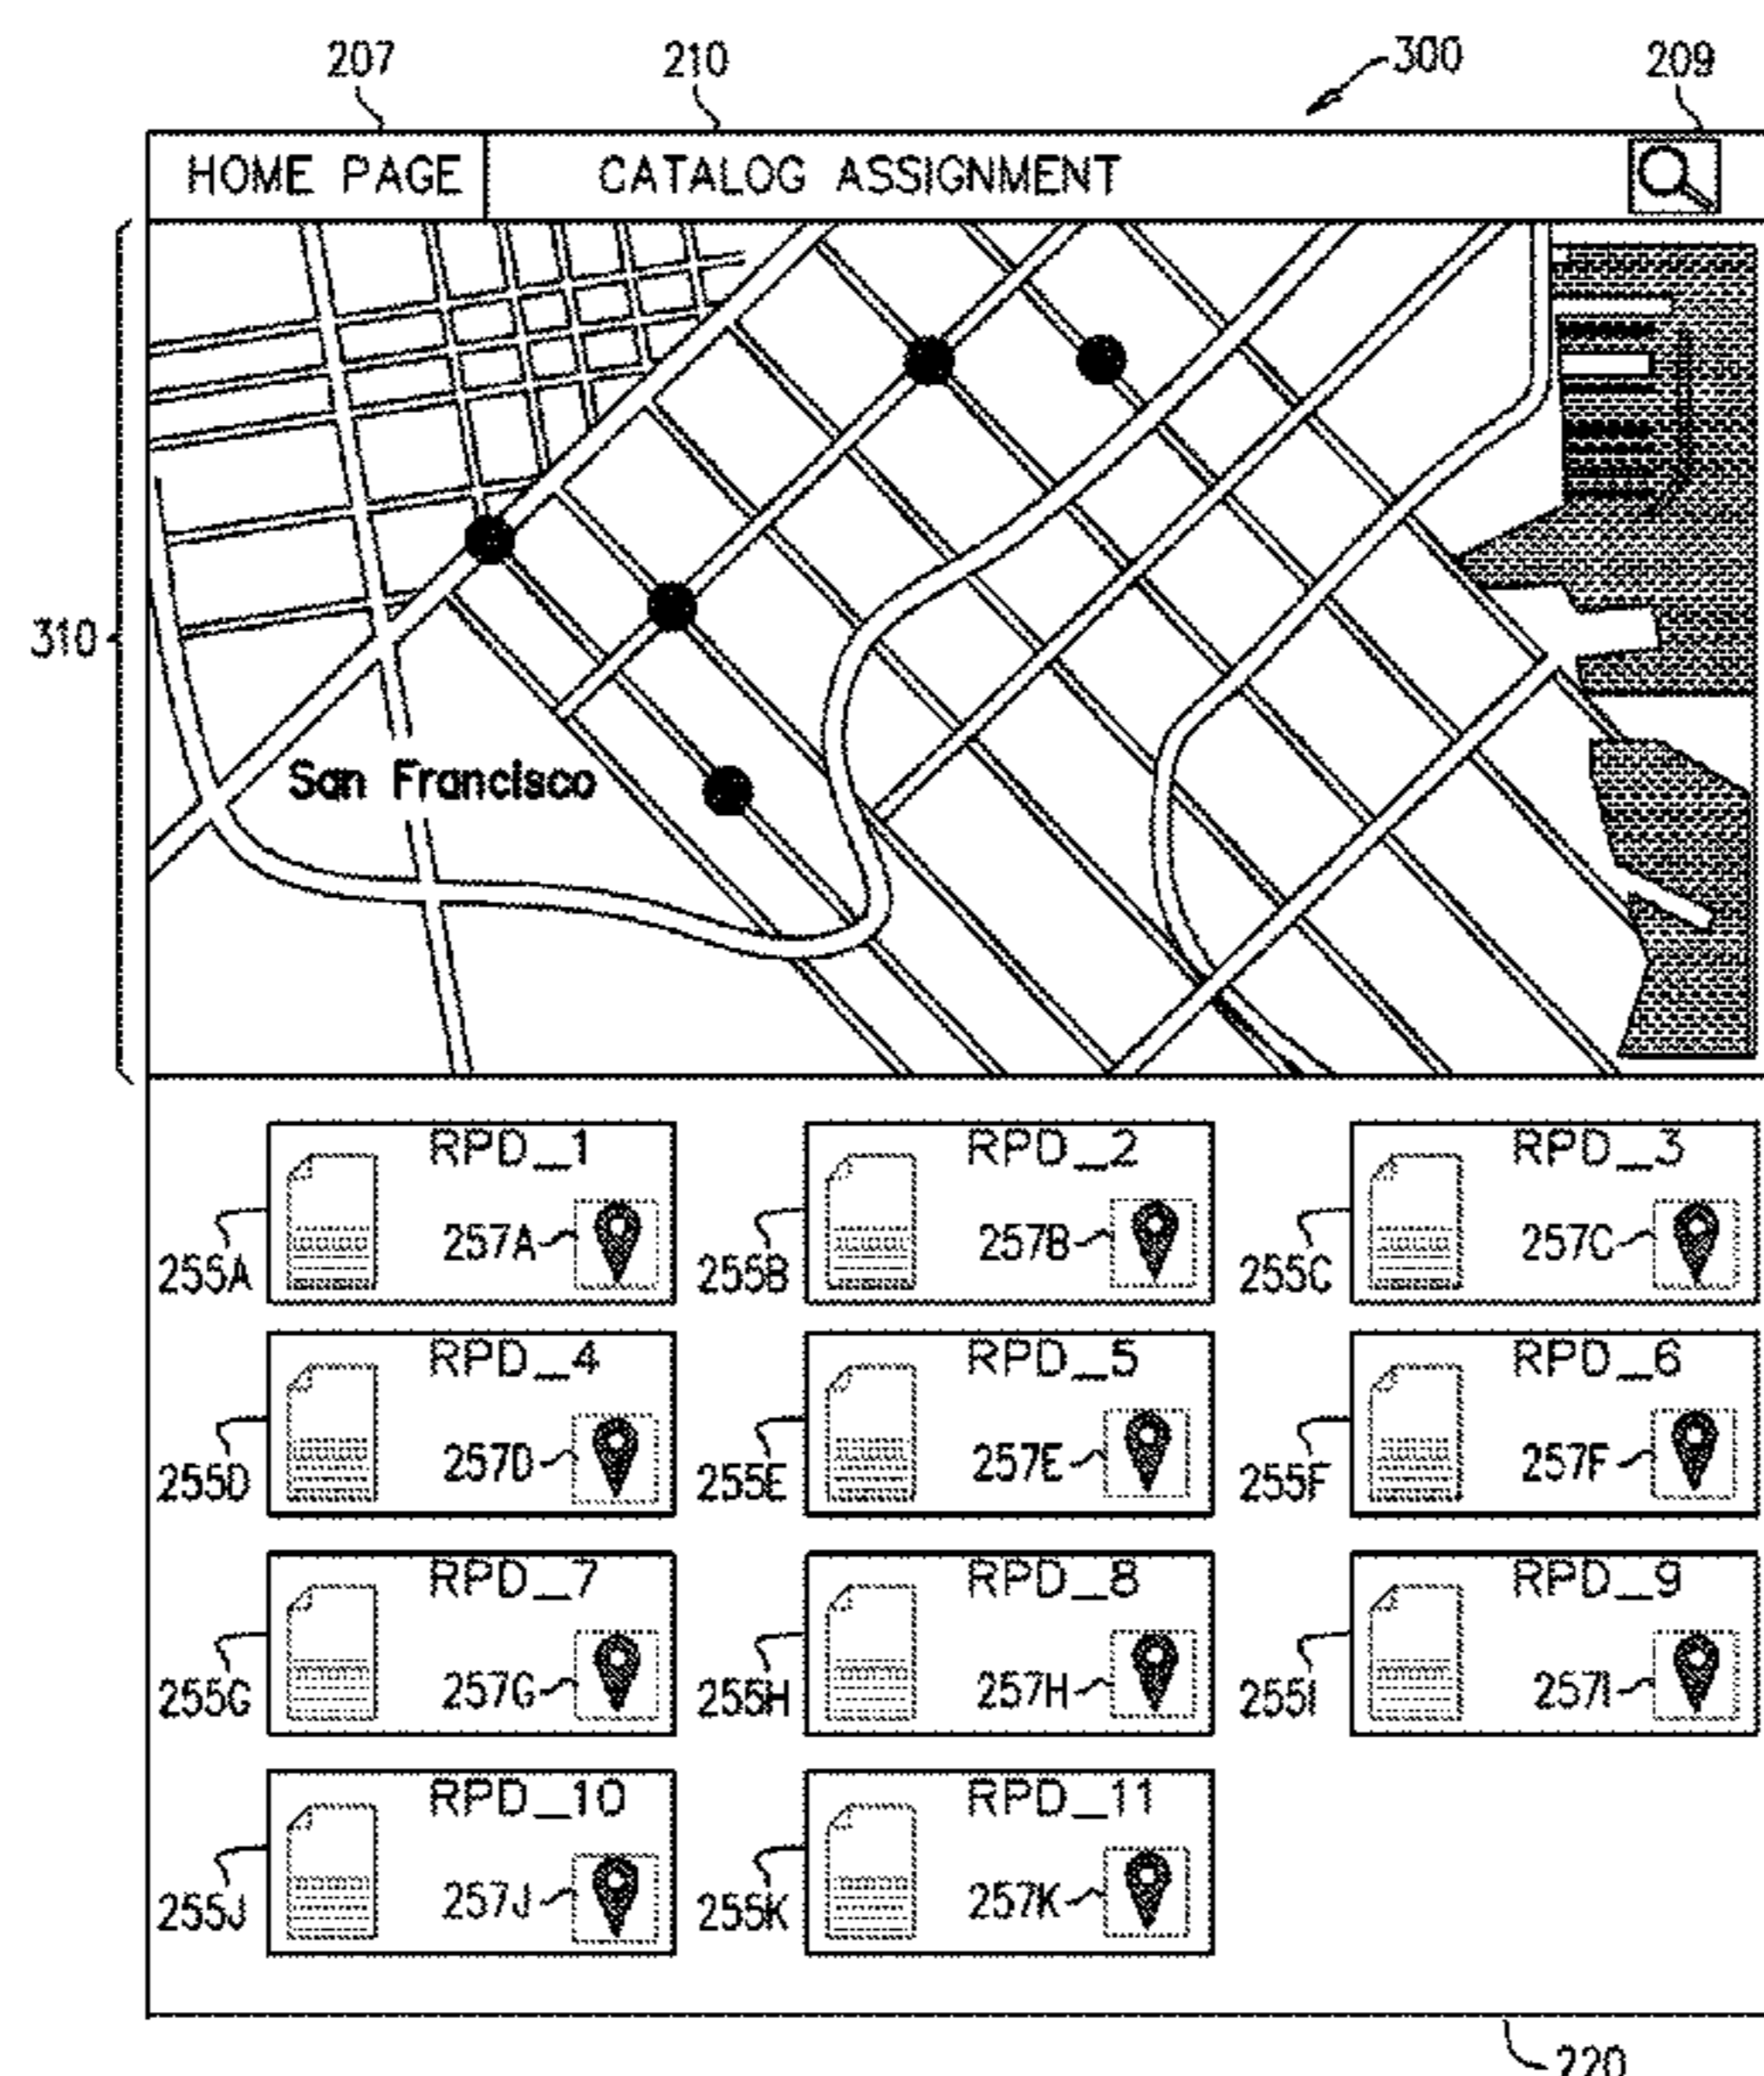 207 210 300 209
HOME PAGE CATALOG ASSIGNMENT
310
San Francisco
RPD_1 RPD_2 RPD_3
257A 257B 257C
255A 255B 255C
RPD_4 RPD_5 RPD_6
257D 257E 257F
255D 255E 255F
RPD_7 RPD_8 RPD_9
257G 257H 257I
255G 255H 255I
RPD_10 RPD_11
257J 257K
255J 255K
220